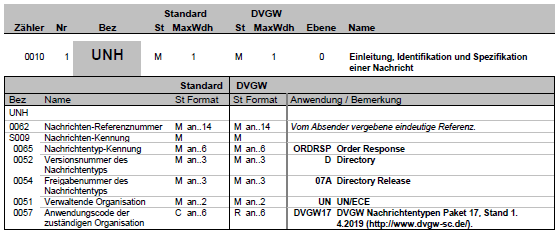 Standard DVGW
Zähler Nr Bez St MaxWdh St MaxWdh Ebene Name
0010 1 UNH M 1 M 1 0 Einleitung, Identifikation und Spezifikation
einer Nachricht
Standard DVGW
Bez Name St Format St Format Anwendung / Bemerkung
UNH
0062 Nachrichten-Referenznummer M an..14 M an..14 Vom Absender vergebene eindeutige Referenz.
S009 Nachrichten-Kennung M M
0065 Nachrichtentyp-Kennung M an..6 M an..6 ORDRSP Order Response
0052 Versionsnummer des M an..3 M an..3 D Directory
Nachrichtentyps
0054 Freigabenummer des M an..3 M an..3 07A Directory Release
Nachrichtentyps
0051 Verwaltende Organisation M an..2 M an..2 UN UN/ECE
0057 Anwendungscode der C an..6 R an..6 DVGW17 DVGW Nachrichtentypen Paket 17, Stand 1.
zuständigen Organisation 4.2019 (http://www.dvgw-sc.de/).